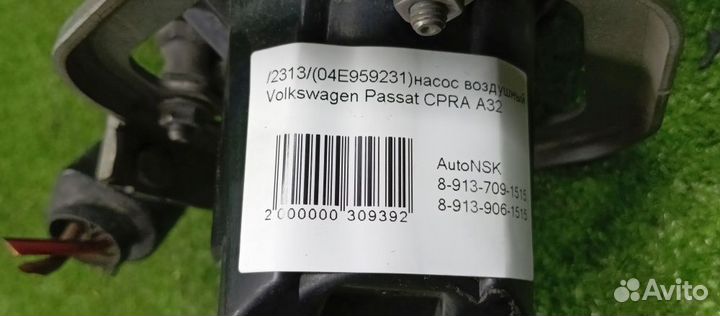 /2313/(04E959231)насос воздушный
Volkswagen Passat CPRA A32
AutoNSK
8-913-709-1515
8-913-906-1515
2 000000 309392
Avito